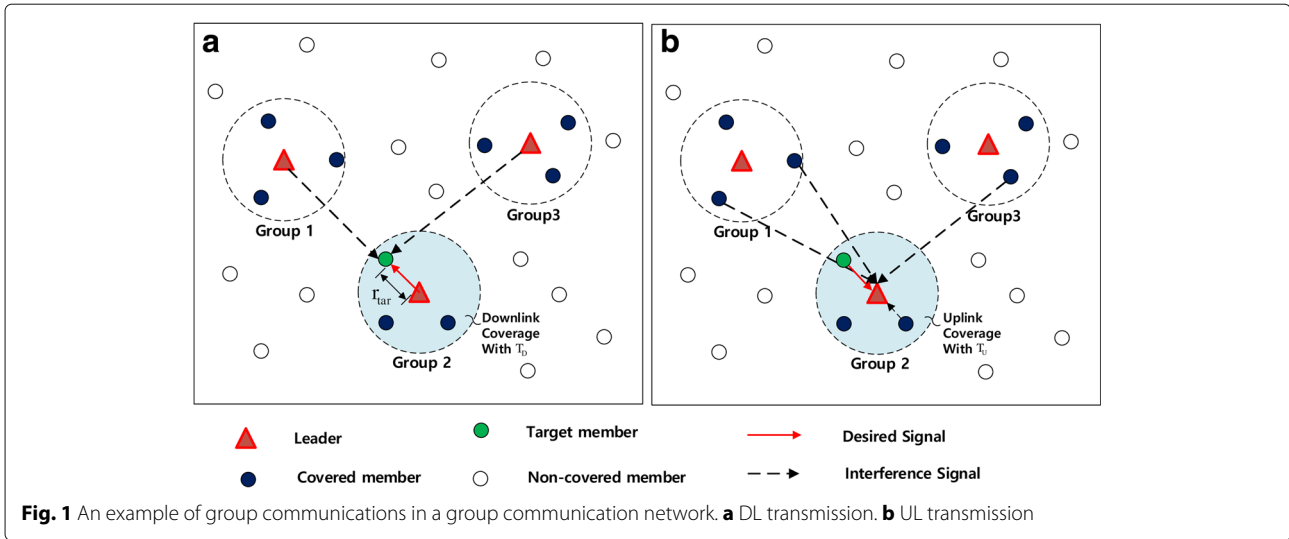 a
Group 1
Group3
r_tar
Downlink
Coverage
With T_D
Group 2
b
Group 1
Group3
Uplink
Coverage
With T_U
Group 2
Leader
Target member
Desired Signal
Covered member
Non-covered member
Interference Signal
Fig. 1 An example of group communications in a group communication network. a DL transmission. b UL transmission